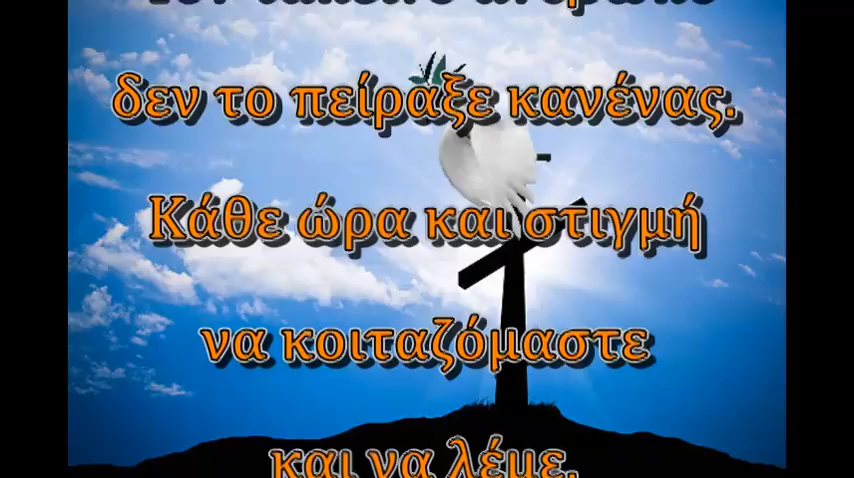 δεν το πείραξε κανένας.
Κάθε ώρα και στιγμή
να κοιταζόμαστε
και να λέμε.